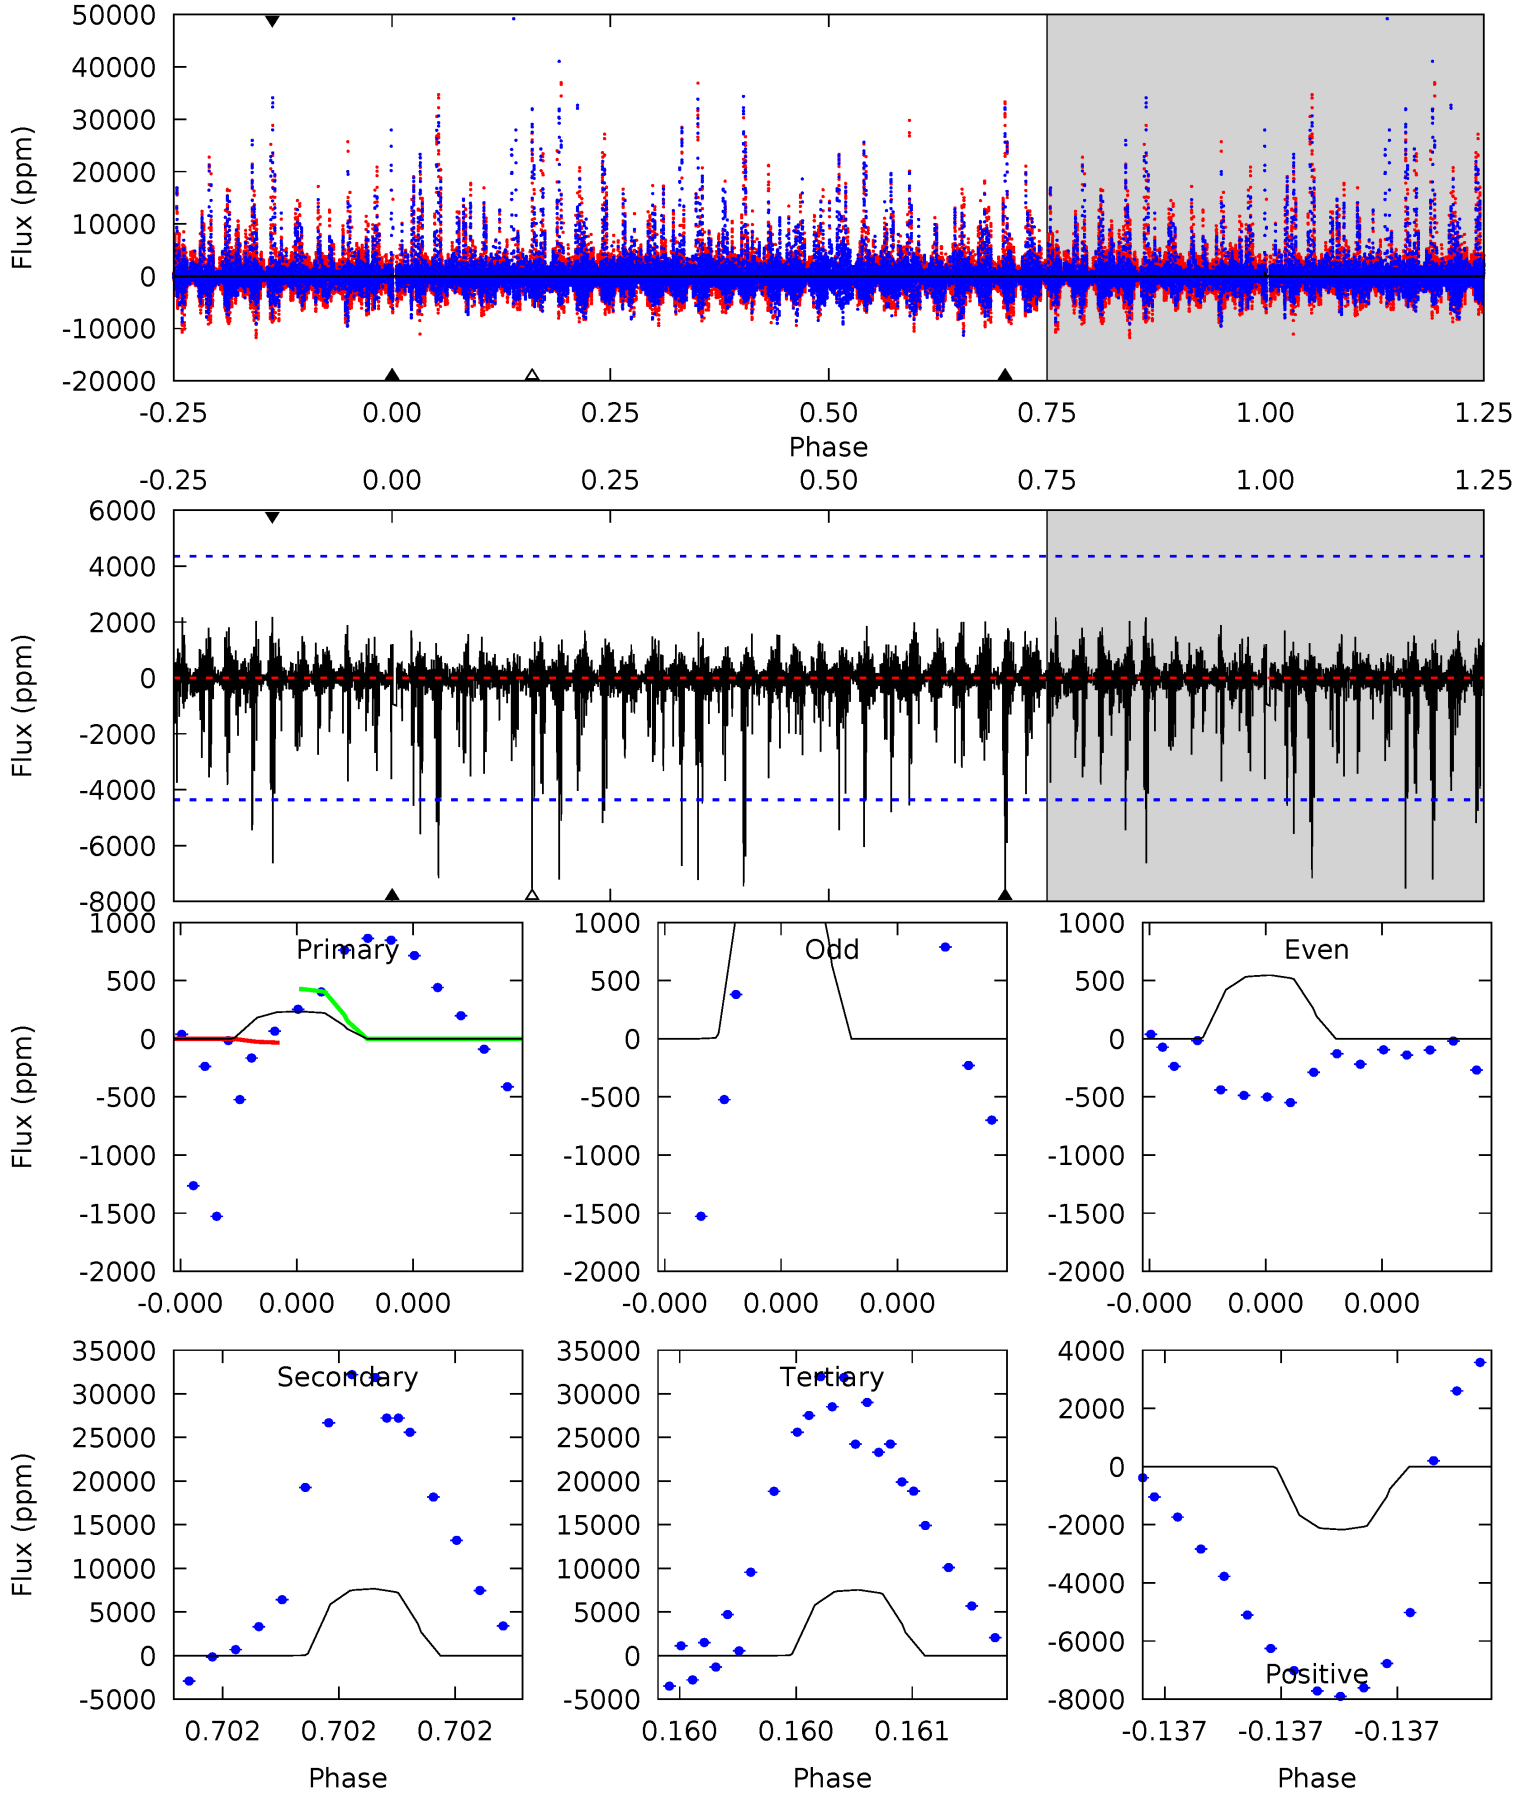 50000
40000
30000
20000
10000
0
-10000
-20000
Flux (ppm)
-0.25 0.00 0.25 0.50 0.75 1.00 1.25
Phase
-0.25 0.00 0.25 0.50 0.75 1.00 1.25
6000
4000
2000
0
-2000
-4000
-6000
-8000
Flux (ppm)
1000
500
0
-500
-1000
-1500
-2000
Flux (ppm)
Primary
-0.000 0.000 0.000
1000
500
0
-500
-1000
-1500
-2000
Odd
-0.000 0.000 0.000
1000
500
0
-500
-1000
-1500
-2000
Even
-0.000 0.000 0.000
35000
30000
25000
20000
15000
10000
5000
0
-5000
Flux (ppm)
Secondary
0.702 0.702 0.702
Phase
35000
30000
25000
20000
15000
10000
5000
0
-5000
Tertiary
0.160 0.160 0.161
Phase
4000
2000
0
-2000
-4000
-6000
-8000
Positive
-0.137 -0.137 -0.137
Phase